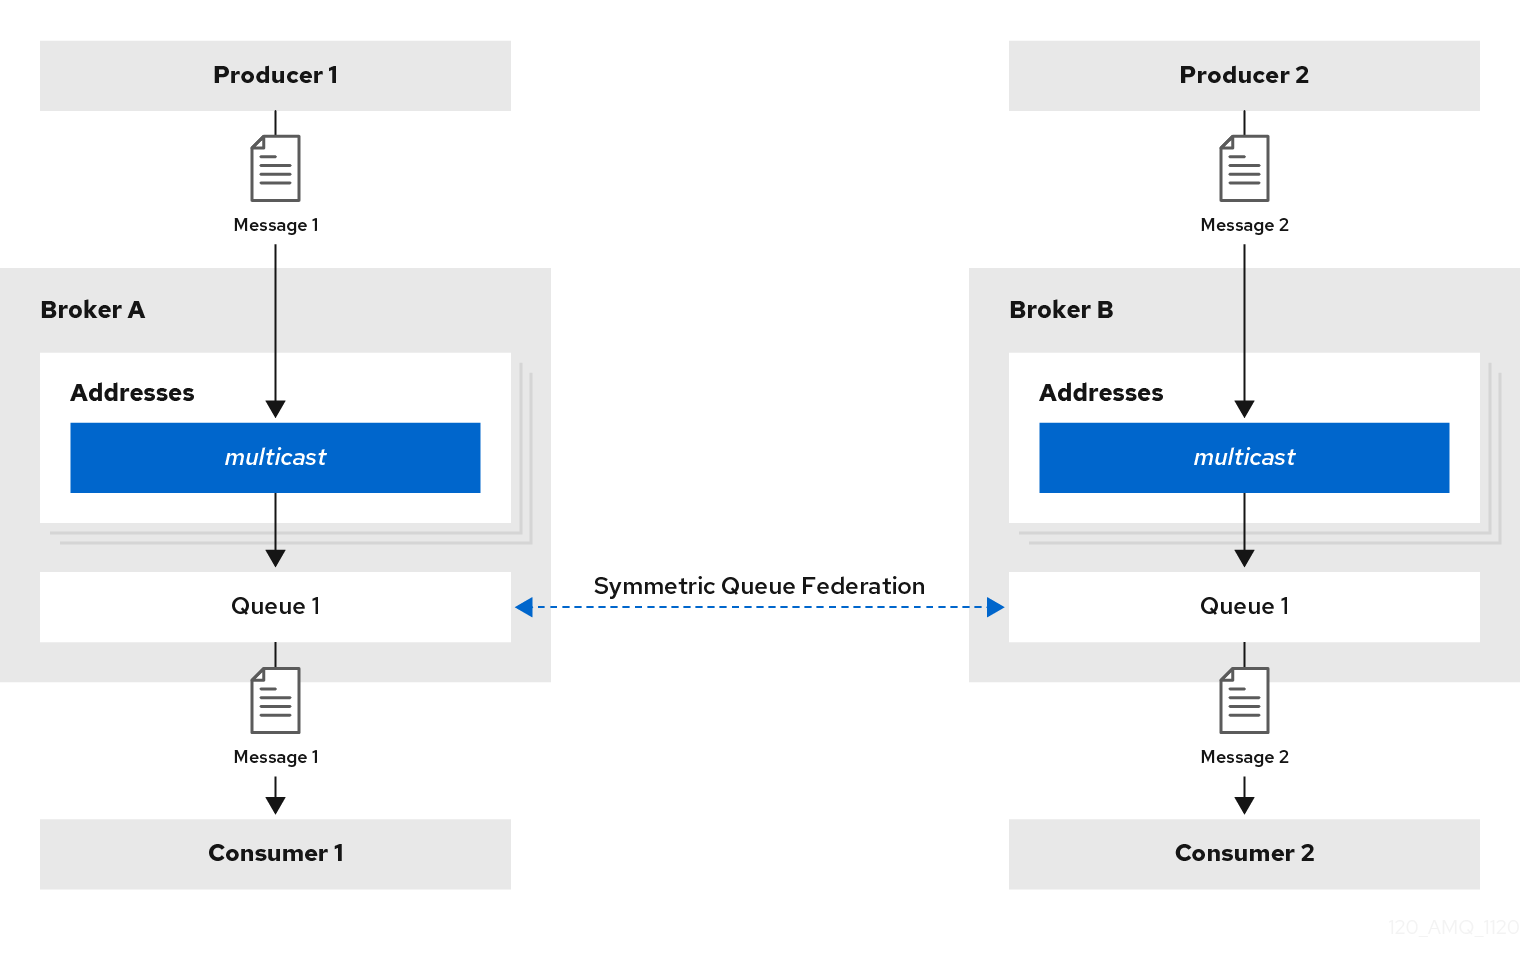 Producer 1
Producer 2
Message 1
Message 2
Broker A
Broker B
Addresses
Addresses
multicast
multicast
Symmetric Queue Federation
Queue 1
Queue 1
Message 1
Message 2
Consumer 1
Consumer 2
120_AMQ_1120